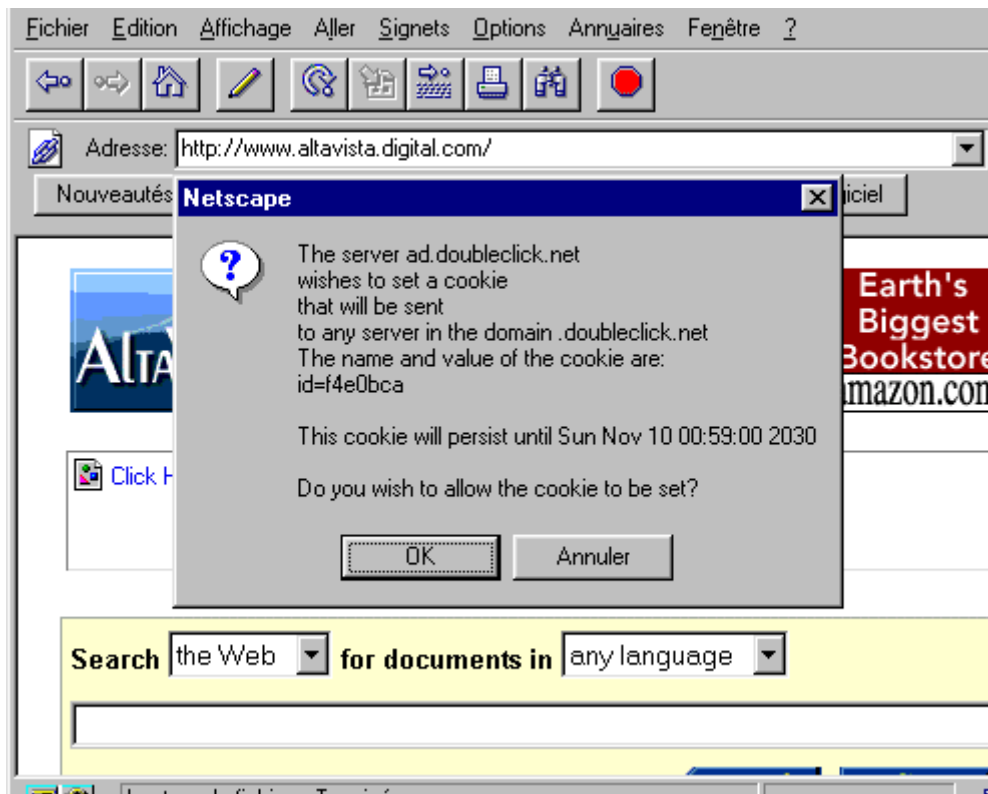 Fichier Edition Affichage Aller Signets Options Annuaires Fenêtre ?
Adresse: http://www.altavista.digital.com/
Nouveautés
Netscape
The server ad.doubleclick.net
wishes to set a cookie
that will be sent
to any server in the domain .doubleclick.net
The name and value of the cookie are:
id=f4e0bca
This cookie will persist until Sun Nov 10 00:59:00 2030
Do you wish to allow the cookie to be set?
OK Annuler
Earth's
Biggest
Bookstore
amazon.com
Click
Search the Web for documents in any language